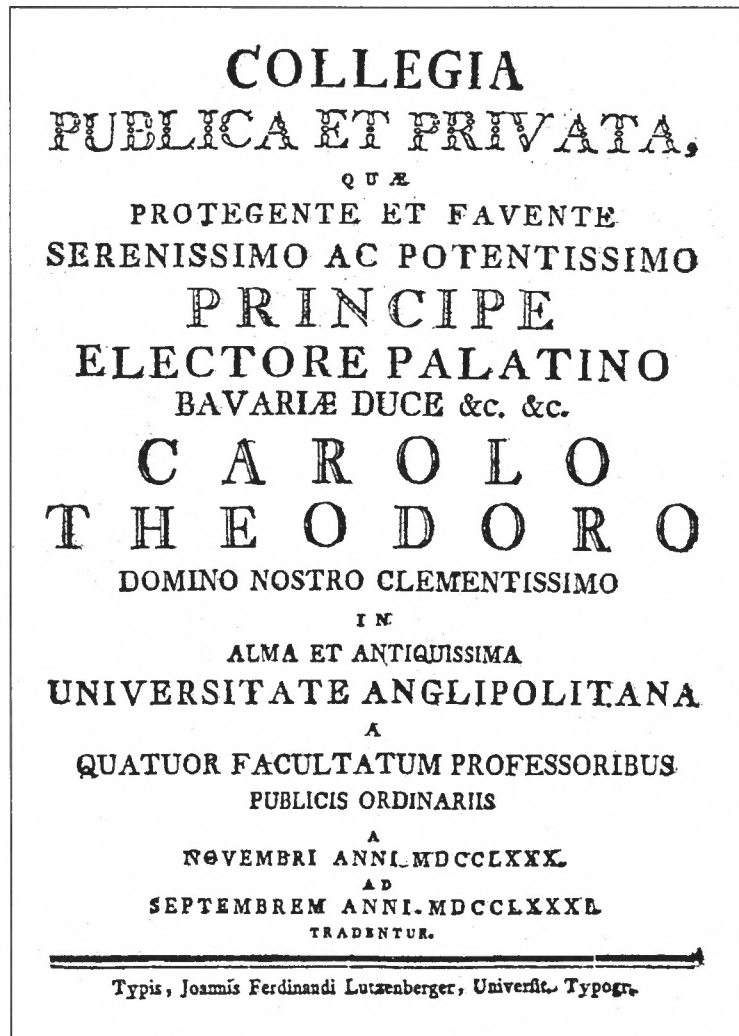 COLLEGIA
PUBLICA ET PRIVATA,
QUÆ
PROTEGENTE ET FAVENTE
SERENISSIMO AC POTENTISSIMO
PRINCIPE
ELECTORE PALATINO
BAVARIÆ DUCE &c. &c.
CAROLO
THEODORO
DOMINO NOSTRO CLEMENTISSIMO
IN
ALMA ET ANTIQUISSIMA
UNIVERSITATE ANGLIPOLITANA
A
QUATUOR FACULTATUM PROFESSORIBUS
PUBLICIS ORDINARIIS
A
NOVEMBRI ANNI MDCCLXXX.
AD
SEPTEMBREM ANNI MDCCLXXXI.
TRADENTUR.
Typis, Joannis Ferdinandi Lutzenberger, Universit. Typogr.